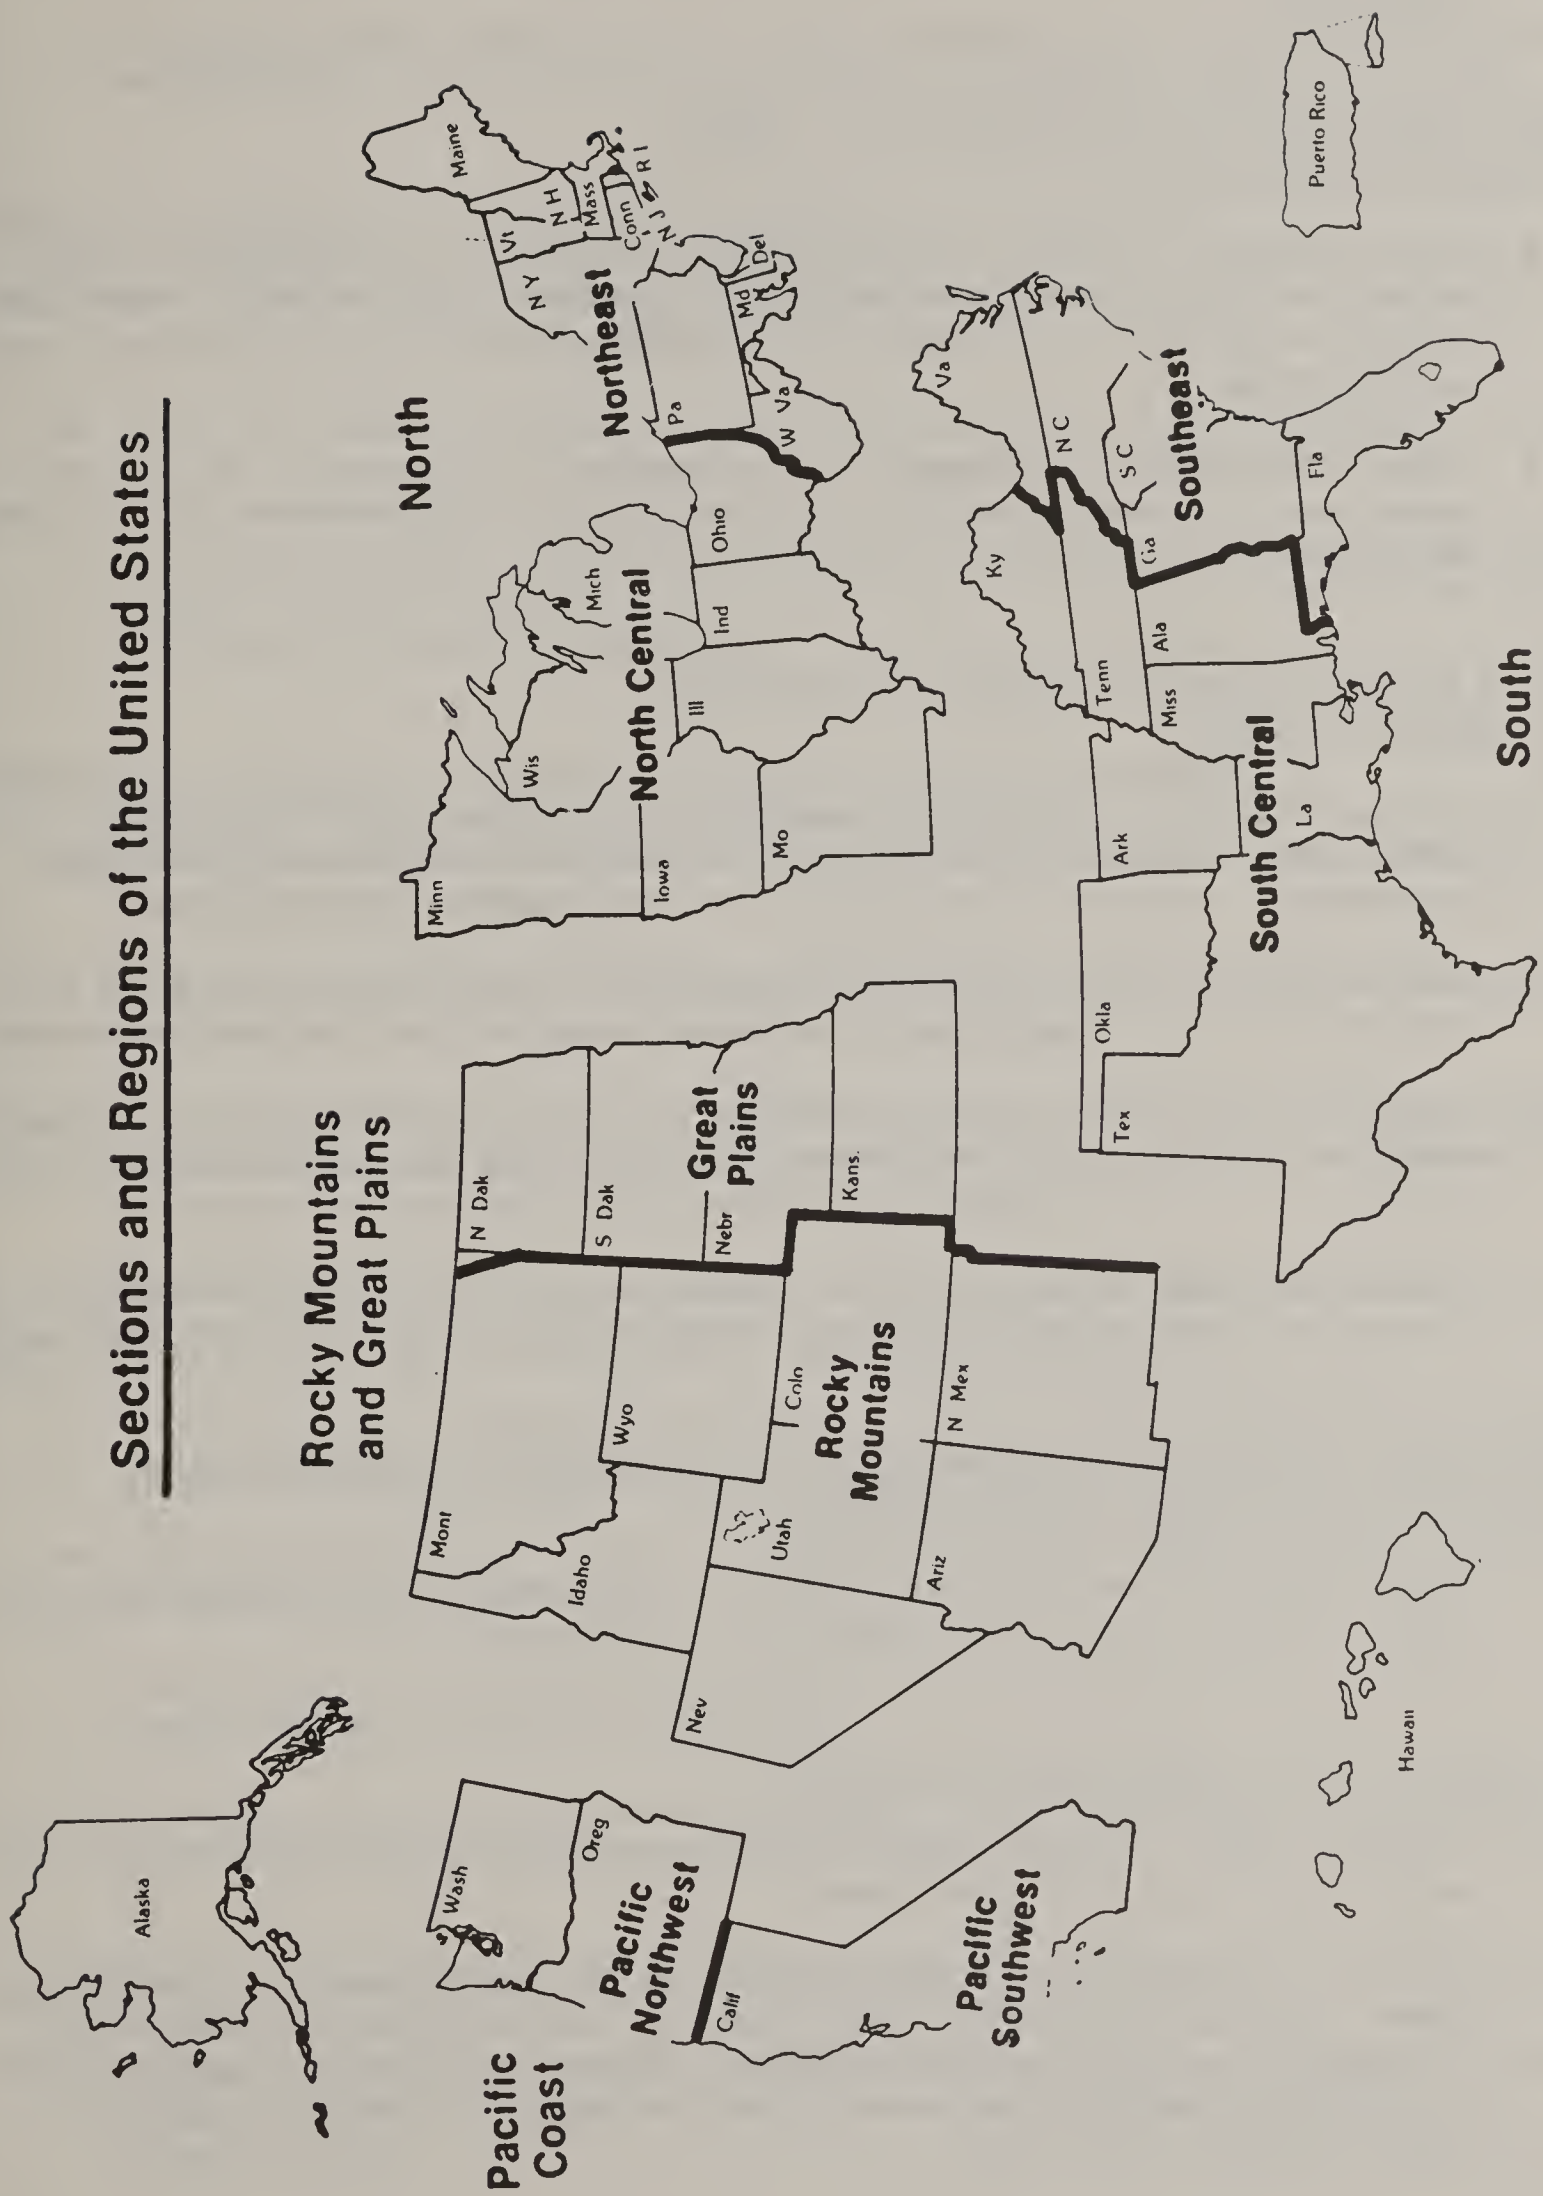 Sections and Regions of the United States
Alaska
Pacific
Coast
Wash
Oreg
Pacific
Northwest
Calif
Pacific
Southwest
Hawaii
Rocky Mountains
and Great Plains
Mont
Idaho
Wyo
Nev
Utah
Colo
Rocky
Mountains
Ariz
N Mex
N Dak
S Dak
Nebr
Great
Plains
Kans.
North
Minn
Wis
Mich
Iowa
North Central
Ill
Ind
Ohio
Mo
Northeast
Maine
Vt
N H
N Y
Mass
Conn
R I
N J
Pa
Del
Md
W Va
South
Tex
Okla
Ark
La
South Central
Miss
Tenn
Ala
Ky
Va
N C
S C
Ga
Southeast
Fla
Puerto Rico